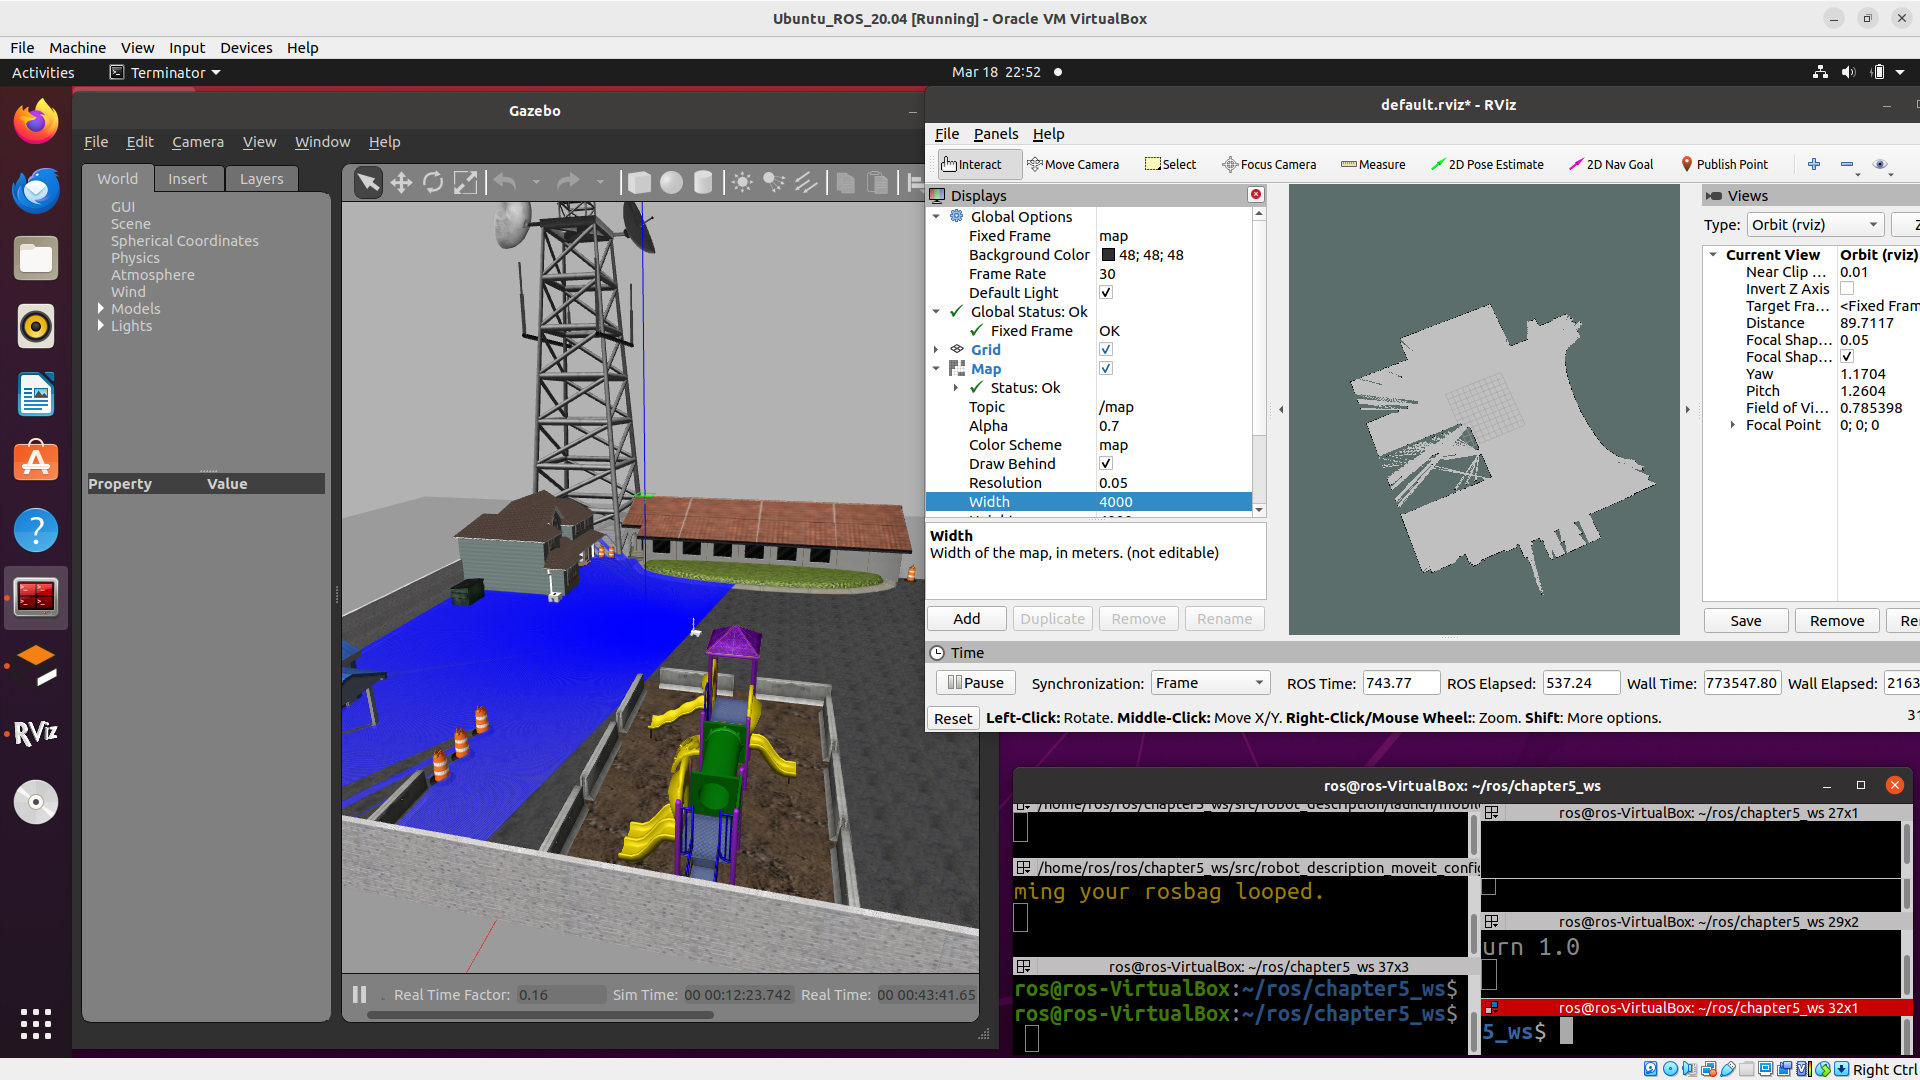 Ubuntu_ROS_20.04 [Running] - Oracle VM VirtualBox
File Machine View Input Devices Help
Activities Terminator Mar 18 22:52
Gazebo
File Edit Camera View Window Help
World Insert Layers
GUI
Scene
Spherical Coordinates
Physics
Atmosphere
Wind
Models
Lights
Property Value
Real Time Factor: 0.16 Sim Time: 00 00:12:23.742 Real Time: 00 00:43:41.65
default.rviz* - RViz
File Panels Help
Interact Move Camera Select Focus Camera Measure 2D Pose Estimate 2D Nav Goal Publish Point
Displays
Global Options
Fixed Frame map
Background Color 48; 48; 48
Frame Rate 30
Default Light
Global Status: Ok
Fixed Frame OK
Grid
Map
Status: Ok
Topic /map
Alpha 0.7
Color Scheme map
Draw Behind
Resolution 0.05
Width 4000
Width
Width of the map, in meters. (not editable)
Add Duplicate Remove Rename
Views
Type: Orbit (rviz) Z
Current View Orbit (rviz)
Near Clip ... 0.01
Invert Z Axis
Target Fra... <Fixed Fram
Distance 89.7117
Focal Shap... 0.05
Focal Shap...
Yaw 1.1704
Pitch 1.2604
Field of Vi... 0.785398
Focal Point 0; 0; 0
Save Remove Re
Time
Pause Synchronization: Frame ROS Time: 743.77 ROS Elapsed: 537.24 Wall Time: 773547.80 Wall Elapsed: 2163
Reset Left-Click: Rotate. Middle-Click: Move X/Y. Right-Click/Mouse Wheel:: Zoom. Shift: More options. 31
RViz
ros@ros-VirtualBox: ~/ros/chapter5_ws
/home/ros/ros/chapter5_ws/src/robot_description/launch/mobil
/home/ros/ros/chapter5_ws/src/robot_description_moveit_config
ming your rosbag looped.
ros@ros-VirtualBox: ~/ros/chapter5_ws 37x3
ros@ros-VirtualBox:~/ros/chapter5_ws$
ros@ros-VirtualBox:~/ros/chapter5_ws$
ros@ros-VirtualBox: ~/ros/chapter5_ws 27x1
ros@ros-VirtualBox: ~/ros/chapter5_ws 29x2
urn 1.0
ros@ros-VirtualBox: ~/ros/chapter5_ws 32x1
5_ws$
Right Ctrl